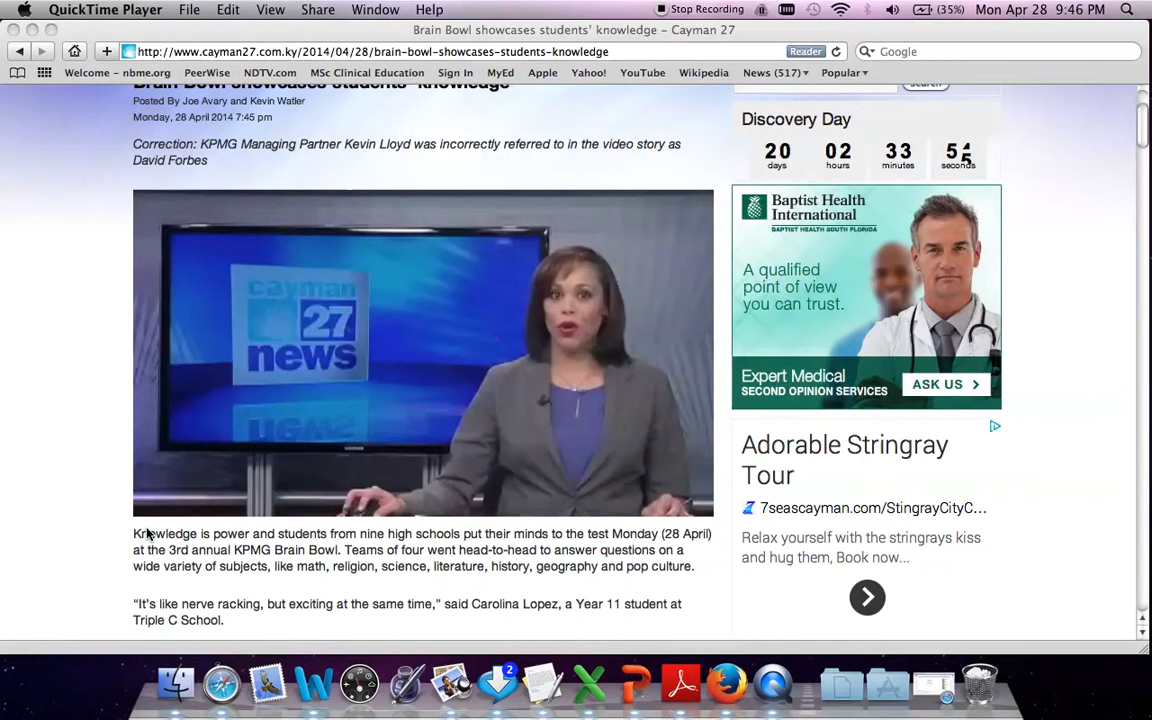 QuickTime Player File Edit View Share Window Help Stop Recording (35%) Mon Apr 28 9:46 PM
Brain Bowl showcases students' knowledge – Cayman 27
http://www.cayman27.com.ky/2014/04/28/brain-bowl-showcases-students-knowledge Reader Google
Welcome – nbme.org PeerWise NDTV.com MSc Clinical Education Sign In MyEd Apple Yahoo! YouTube Wikipedia News (517) Popular
Brain Bowl showcases students' knowledge
Posted By Joe Avary and Kevin Watler
Monday, 28 April 2014 7:45 pm
Correction: KPMG Managing Partner Kevin Lloyd was incorrectly referred to in the video story as
David Forbes
cayman
27
news
Knowledge is power and students from nine high schools put their minds to the test Monday (28 April)
at the 3rd annual KPMG Brain Bowl. Teams of four went head-to-head to answer questions on a
wide variety of subjects, like math, religion, science, literature, history, geography and pop culture.
“It’s like nerve racking, but exciting at the same time,” said Carolina Lopez, a Year 11 student at
Triple C School.
Search
Discovery Day
20 02 33
days hours minutes seconds
Baptist Health
International
BAPTIST HEALTH SOUTH FLORIDA
A qualified
point of view
you can trust.
Expert Medical
SECOND OPINION SERVICES
ASK US
Adorable Stringray
Tour
7seascayman.com/StingrayCityC...
Relax yourself with the stringrays kiss
and hug them, Book now...
2